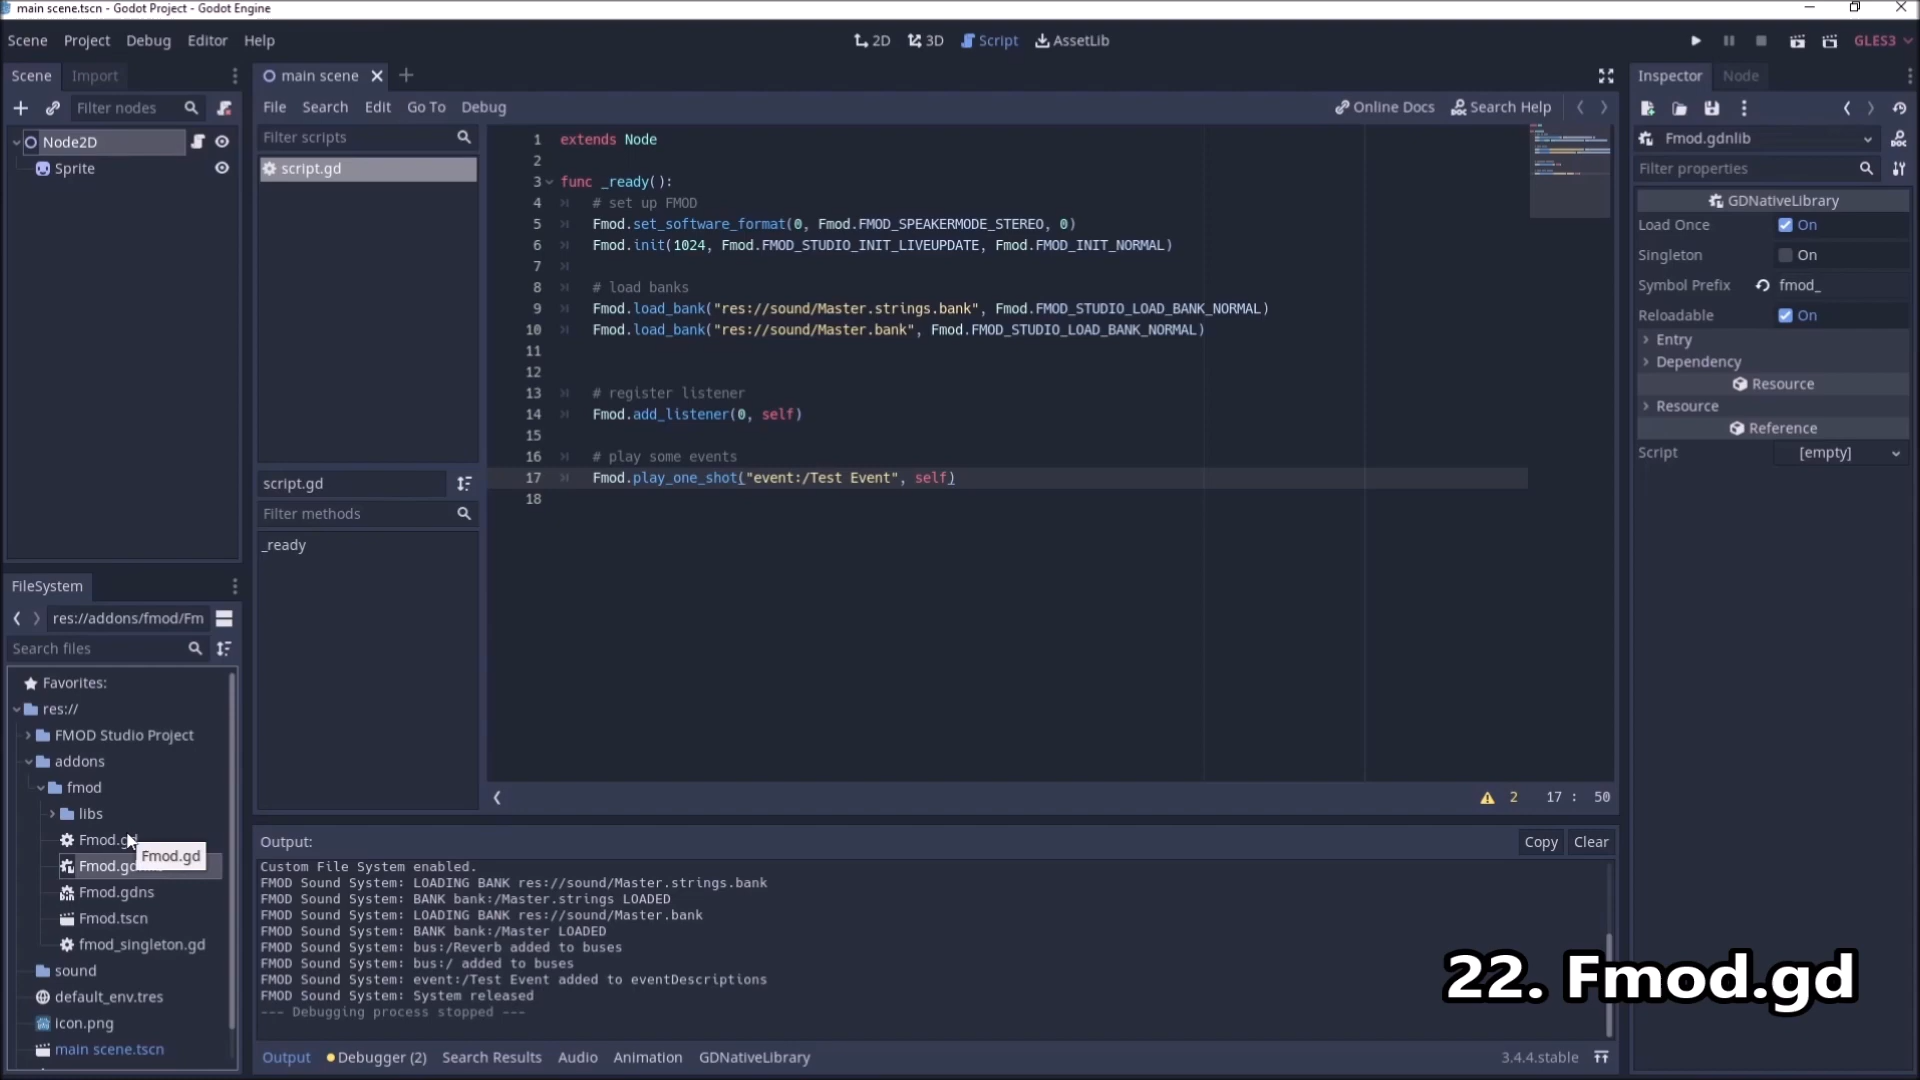 main scene.tscn - Godot Project - Godot Engine
Scene Project Debug Editor Help
2D 3D Script AssetLib
GLES3
Scene Import
Filter nodes
Node2D
Sprite
main scene
File Search Edit Go To Debug
Online Docs Search Help
Filter scripts
script.gd
script.gd
Filter methods
_ready
1 extends Node
2
3 func _ready():
4 # set up FMOD
5 Fmod.set_software_format(0, Fmod.FMOD_SPEAKERMODE_STEREO, 0)
6 Fmod.init(1024, Fmod.FMOD_STUDIO_INIT_LIVEUPDATE, Fmod.FMOD_INIT_NORMAL)
7
8 # load banks
9 Fmod.load_bank("res://sound/Master.strings.bank", Fmod.FMOD_STUDIO_LOAD_BANK_NORMAL)
10 Fmod.load_bank("res://sound/Master.bank", Fmod.FMOD_STUDIO_LOAD_BANK_NORMAL)
11
12
13 # register listener
14 Fmod.add_listener(0, self)
15
16 # play some events
17 Fmod.play_one_shot("event:/Test Event", self)
18
2 17 : 50
Inspector Node
Fmod.gdnlib
Filter properties
GDNativeLibrary
Load Once On
Singleton On
Symbol Prefix fmod_
Reloadable On
Entry
Dependency
Resource
Resource
Reference
Script [empty]
FileSystem
res://addons/fmod/Fm
Search files
Favorites:
res://
FMOD Studio Project
addons
fmod
libs
Fmod.gd
Fmod.gd
Fmod.gd
Fmod.gdns
Fmod.tscn
fmod_singleton.gd
sound
default_env.tres
icon.png
main scene.tscn
Output:
Copy Clear
Custom File System enabled.
FMOD Sound System: LOADING BANK res://sound/Master.strings.bank
FMOD Sound System: BANK bank:/Master.strings LOADED
FMOD Sound System: LOADING BANK res://sound/Master.bank
FMOD Sound System: BANK bank:/Master LOADED
FMOD Sound System: bus:/Reverb added to buses
FMOD Sound System: bus:/ added to buses
FMOD Sound System: event:/Test Event added to eventDescriptions
FMOD Sound System: System released
--- Debugging process stopped ---
Output Debugger (2) Search Results Audio Animation GDNativeLibrary
3.4.4.stable
22. Fmod.gd